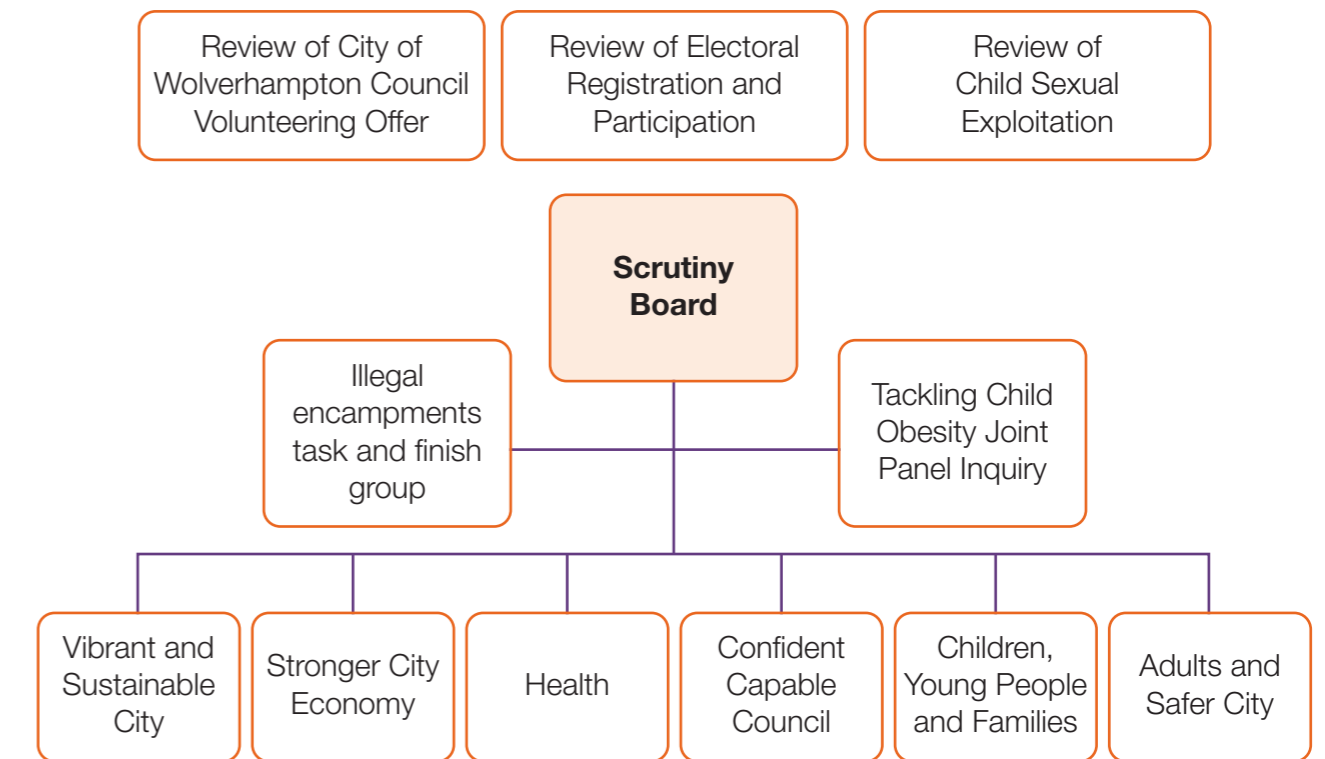 Review of City of
Wolverhampton Council
Volunteering Offer
Review of Electoral
Registration and
Participation
Review of
Child Sexual
Exploitation
Scrutiny
Board
Illegal
encampments
task and finish
group
Tackling Child
Obesity Joint
Panel Inquiry
Vibrant and
Sustainable
City
Stronger City
Economy
Health
Confident
Capable
Council
Children,
Young People
and Families
Adults and
Safer City